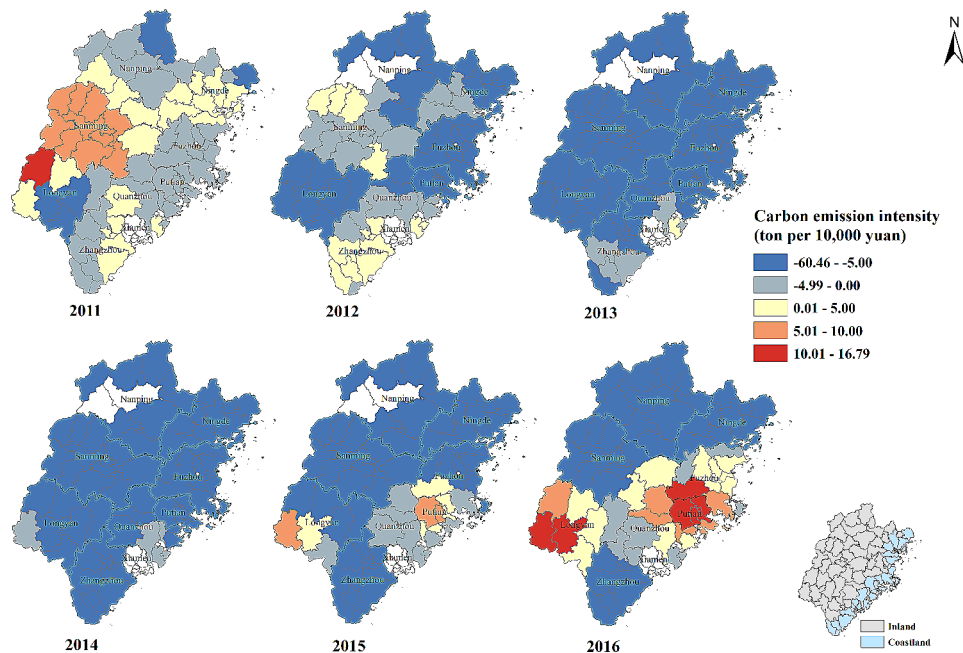 N
Nanping
Ningde
Sanming
Fuzhou
Putian
Longyan
Quanzhou
Xiamen
Zhangzhou
2011
Nanping
Ningde
Sanming
Fuzhou
Longyan
Putian
Quanzhou
Xiamen
Zhangzhou
2012
Nanping
Ningde
Sanming
Fuzhou
Longyan
Putian
Quanzhou
Xiamen
Zhangzhou
2013
Carbon emission intensity
(ton per 10,000 yuan)
-60.46 - -5.00
-4.99 - 0.00
0.01 - 5.00
5.01 - 10.00
10.01 - 16.79
Nanping
Ningde
Sanming
Fuzhou
Longyan
Putian
Quanzhou
Xiamen
Zhangzhou
2014
Nanping
Ningde
Sanming
Fuzhou
Longyan
Putian
Quanzhou
Xiamen
Zhangzhou
2015
Nanping
Ningde
Sanming
Fuzhou
Longyan
Putian
Quanzhou
Xiamen
Zhangzhou
2016
Inland
Coastland